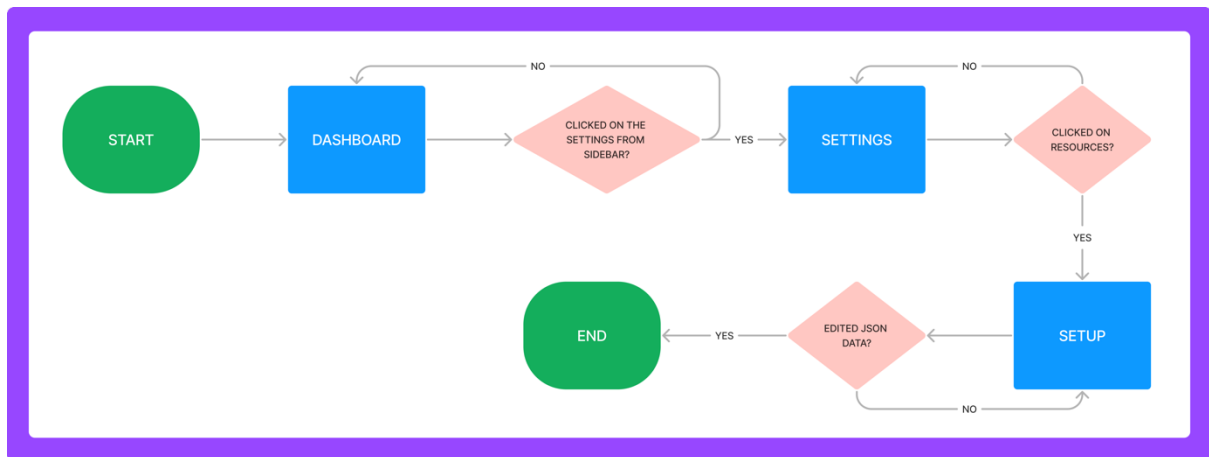 NO
NO
START
DASHBOARD
CLICKED ON THE
SETTINGS FROM
SIDEBAR?
YES
SETTINGS
CLICKED ON
RESOURCES?
YES
END
YES
EDITED JSON
DATA?
SETUP
NO